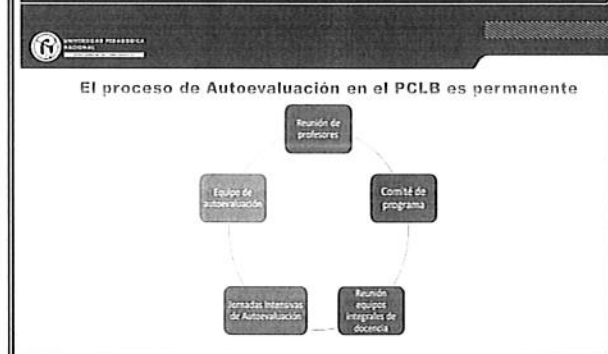 UNIVERSIDAD PEDAGOGICA
NACIONAL
El proceso de Autoevaluación en el PCLB es permanente
Reunión de
profesores
Comité de
programa
Reunión
equipos
integrales de
docencia
Jornadas Intensivas
de Autoevaluación
Equipo de
autoevaluación